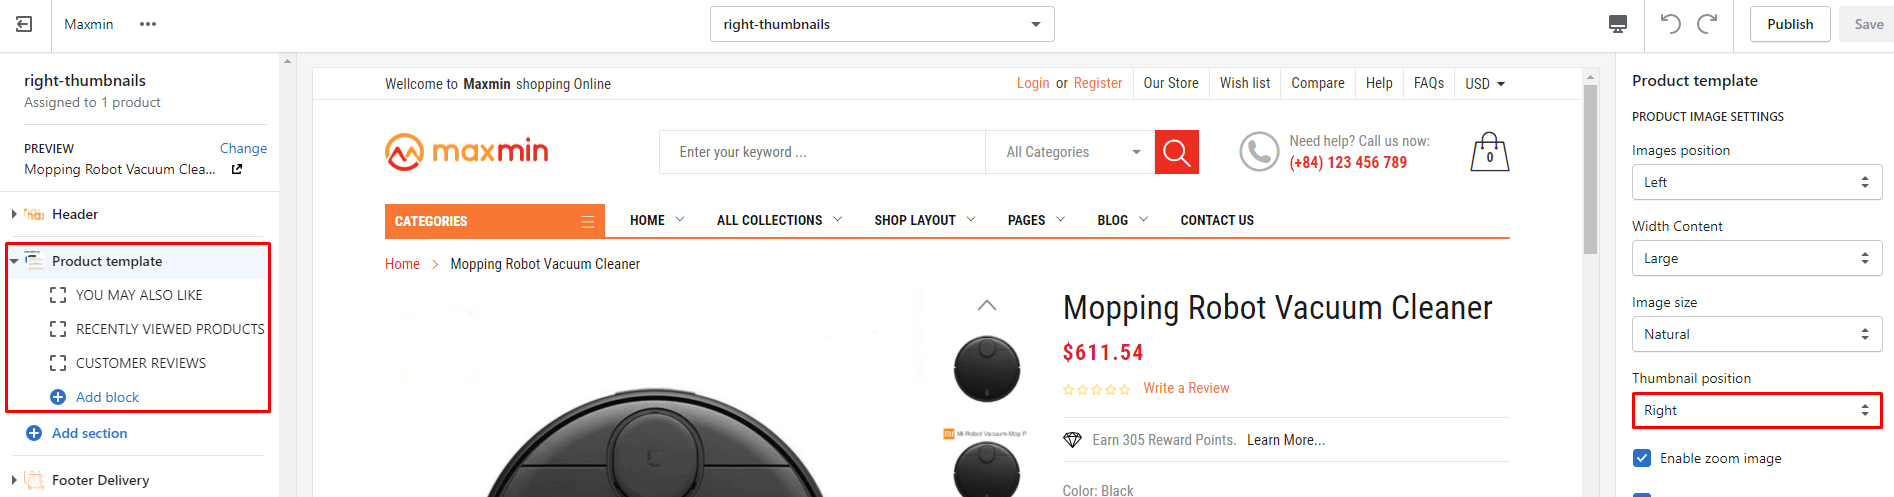 Maxmin
right-thumbnails
Publish
Save
right-thumbnails
Assigned to 1 product
PREVIEW
Change
Mopping Robot Vacuum Clea...
Header
Product template
YOU MAY ALSO LIKE
RECENTLY VIEWED PRODUCTS
CUSTOMER REVIEWS
Add block
Add section
Footer Delivery
Wellcome to Maxmin shopping Online
Login or Register
Our Store
Wish list
Compare
Help
FAQs
USD
maxmin
Enter your keyword ...
All Categories
Need help? Call us now:
(+84) 123 456 789
0
CATEGORIES
HOME
ALL COLLECTIONS
SHOP LAYOUT
PAGES
BLOG
CONTACT US
Home > Mopping Robot Vacuum Cleaner
Mi Robot Vacuum-Mop P
Mopping Robot Vacuum Cleaner
$611.54
Write a Review
Earn 305 Reward Points. Learn More...
Color: Black
Product template
PRODUCT IMAGE SETTINGS
Images position
Left
Width Content
Large
Image size
Natural
Thumbnail position
Right
Enable zoom image